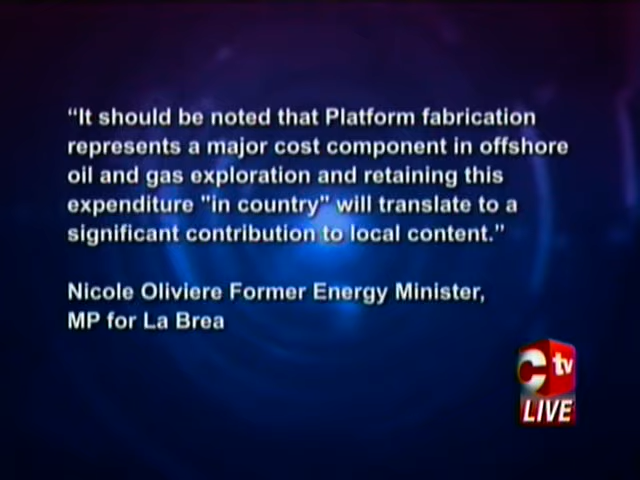 “It should be noted that Platform fabrication
represents a major cost component in offshore
oil and gas exploration and retaining this
expenditure "in country" will translate to a
significant contribution to local content.”
Nicole Oliviere Former Energy Minister,
MP for La Brea
Ctv
LIVE